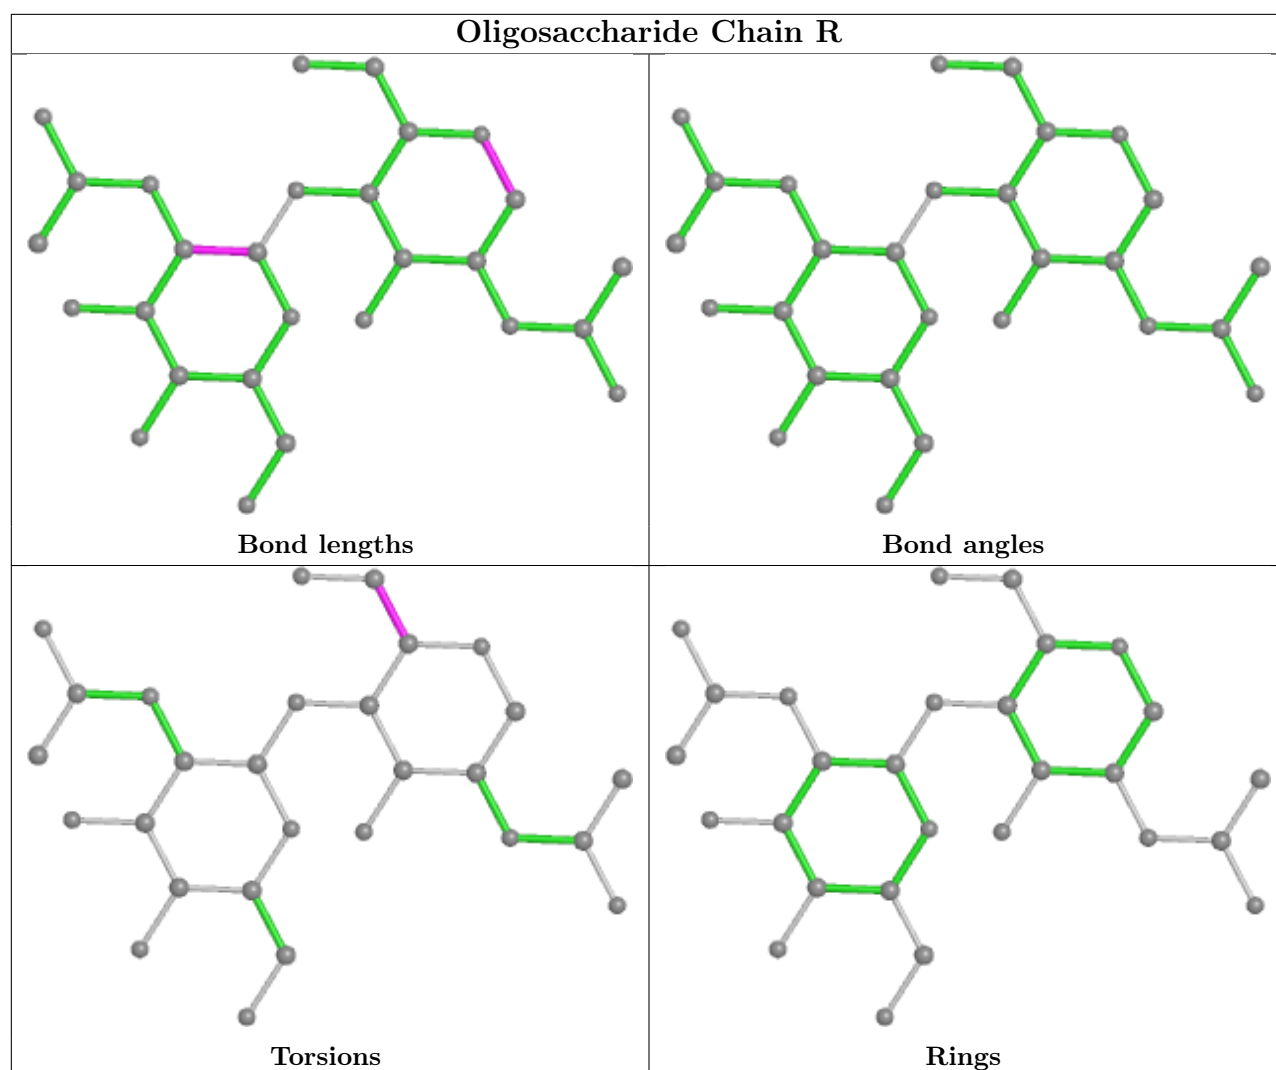 Oligosaccharide Chain R
Bond lengths
Bond angles
Torsions
Rings